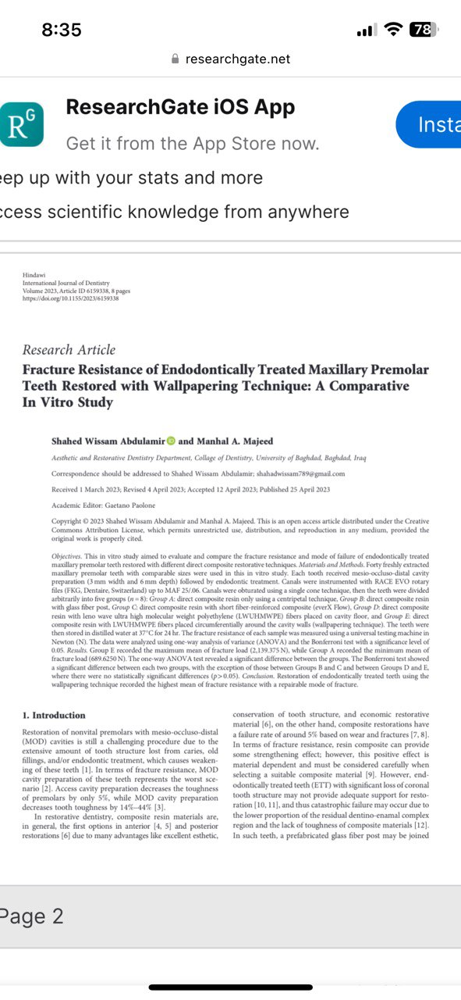 8:35
78
researchgate.net
R^G
ResearchGate iOS App
Get it from the App Store now.
Insta
eep up with your stats and more
ccess scientific knowledge from anywhere
Hindawi
International Journal of Dentistry
Volume 2023, Article ID 6159338, 8 pages
https://doi.org/10.1155/2023/6159338
Research Article
Fracture Resistance of Endodontically Treated Maxillary Premolar
Teeth Restored with Wallpapering Technique: A Comparative
In Vitro Study
Shahed Wissam Abdulamir iD and Manhal A. Majeed
Aesthetic and Restorative Dentistry Department, Collage of Dentistry, University of Baghdad, Baghdad, Iraq
Correspondence should be addressed to Shahed Wissam Abdulamir; shahadwissam789@gmail.com
Received 1 March 2023; Revised 4 April 2023; Accepted 12 April 2023; Published 25 April 2023
Academic Editor: Gaetano Paolone
Copyright © 2023 Shahed Wissam Abdulamir and Manhal A. Majeed. This is an open access article distributed under the Creative
Commons Attribution License, which permits unrestricted use, distribution, and reproduction in any medium, provided the
original work is properly cited.
Objectives. This in vitro study aimed to evaluate and compare the fracture resistance and mode of failure of endodontically treated
maxillary premolar teeth restored with different direct composite restorative techniques. Materials and Methods. Forty freshly extracted
maxillary premolar teeth with comparable sizes were used in this in vitro study. Each tooth received mesio-occluso-distal cavity
preparation (3 mm width and 6 mm depth) followed by endodontic treatment. Canals were instrumented with RACE EVO rotary
files (FKG, Dentaire, Switzerland) up to MAF 25/.06. Canals were obturated using a single cone technique, then the teeth were divided
arbitrarily into five groups (n = 8): Group A: direct composite resin only using a centripetal technique, Group B: direct composite resin
with glass fiber post, Group C: direct composite resin with short fiber-reinforced composite (everX Flow), Group D: direct composite
resin with leno wave ultra high molecular weight polyethylene (LWUHMWPE) fibers placed on cavity floor, and Group E: direct
composite resin with LWUHMWPE fibers placed circumferentially around the cavity walls (wallpapering technique). The teeth were
then stored in distilled water at 37°C for 24 hr. The fracture resistance of each sample was measured using a universal testing machine in
Newton (N). The data were analyzed using one-way analysis of variance (ANOVA) and the Bonferroni test with a significance level of
0.05. Results. Group E recorded the maximum mean of fracture load (2,139.375 N), while Group A recorded the minimum mean of
fracture load (689.6250 N). The one-way ANOVA test revealed a significant difference between the groups. The Bonferroni test showed
a significant difference between each two groups, with the exception of those between Groups B and C and between Groups D and E,
where there were no statistically significant differences (p > 0.05). Conclusion. Restoration of endodontically treated teeth using the
wallpapering technique recorded the highest mean of fracture resistance with a repairable mode of fracture.
1. Introduction
Restoration of nonvital premolars with mesio-occluso-distal
(MOD) cavities is still a challenging procedure due to the
extensive amount of tooth structure lost from caries, old
fillings, and/or endodontic treatment, which causes weaken-
ing of these teeth [1]. In terms of fracture resistance, MOD
cavity preparation of these teeth represents the worst sce-
nario [2]. Access cavity preparation decreases the toughness
of premolars by only 5%, while MOD cavity preparation
decreases tooth toughness by 14%–44% [3].
In restorative dentistry, composite resin materials are,
in general, the first options in anterior [4, 5] and posterior
restorations [6] due to many advantages like excellent esthetic,
conservation of tooth structure, and economic restorative
material [6], on the other hand, composite restorations have
a failure rate of around 5% based on wear and fractures [7, 8].
In terms of fracture resistance, resin composite can provide
some strengthening effect; however, this positive effect is
material dependent and must be considered carefully when
selecting a suitable composite material [9]. However, end-
odontically treated teeth (ETT) with significant loss of coronal
tooth structure may not provide adequate support for resto-
ration [10, 11], and thus catastrophic failure may occur due to
the lower proportion of the residual dentino-enamal complex
region and the lack of toughness of composite materials [12].
In such teeth, a prefabricated glass fiber post may be joined
Page 2